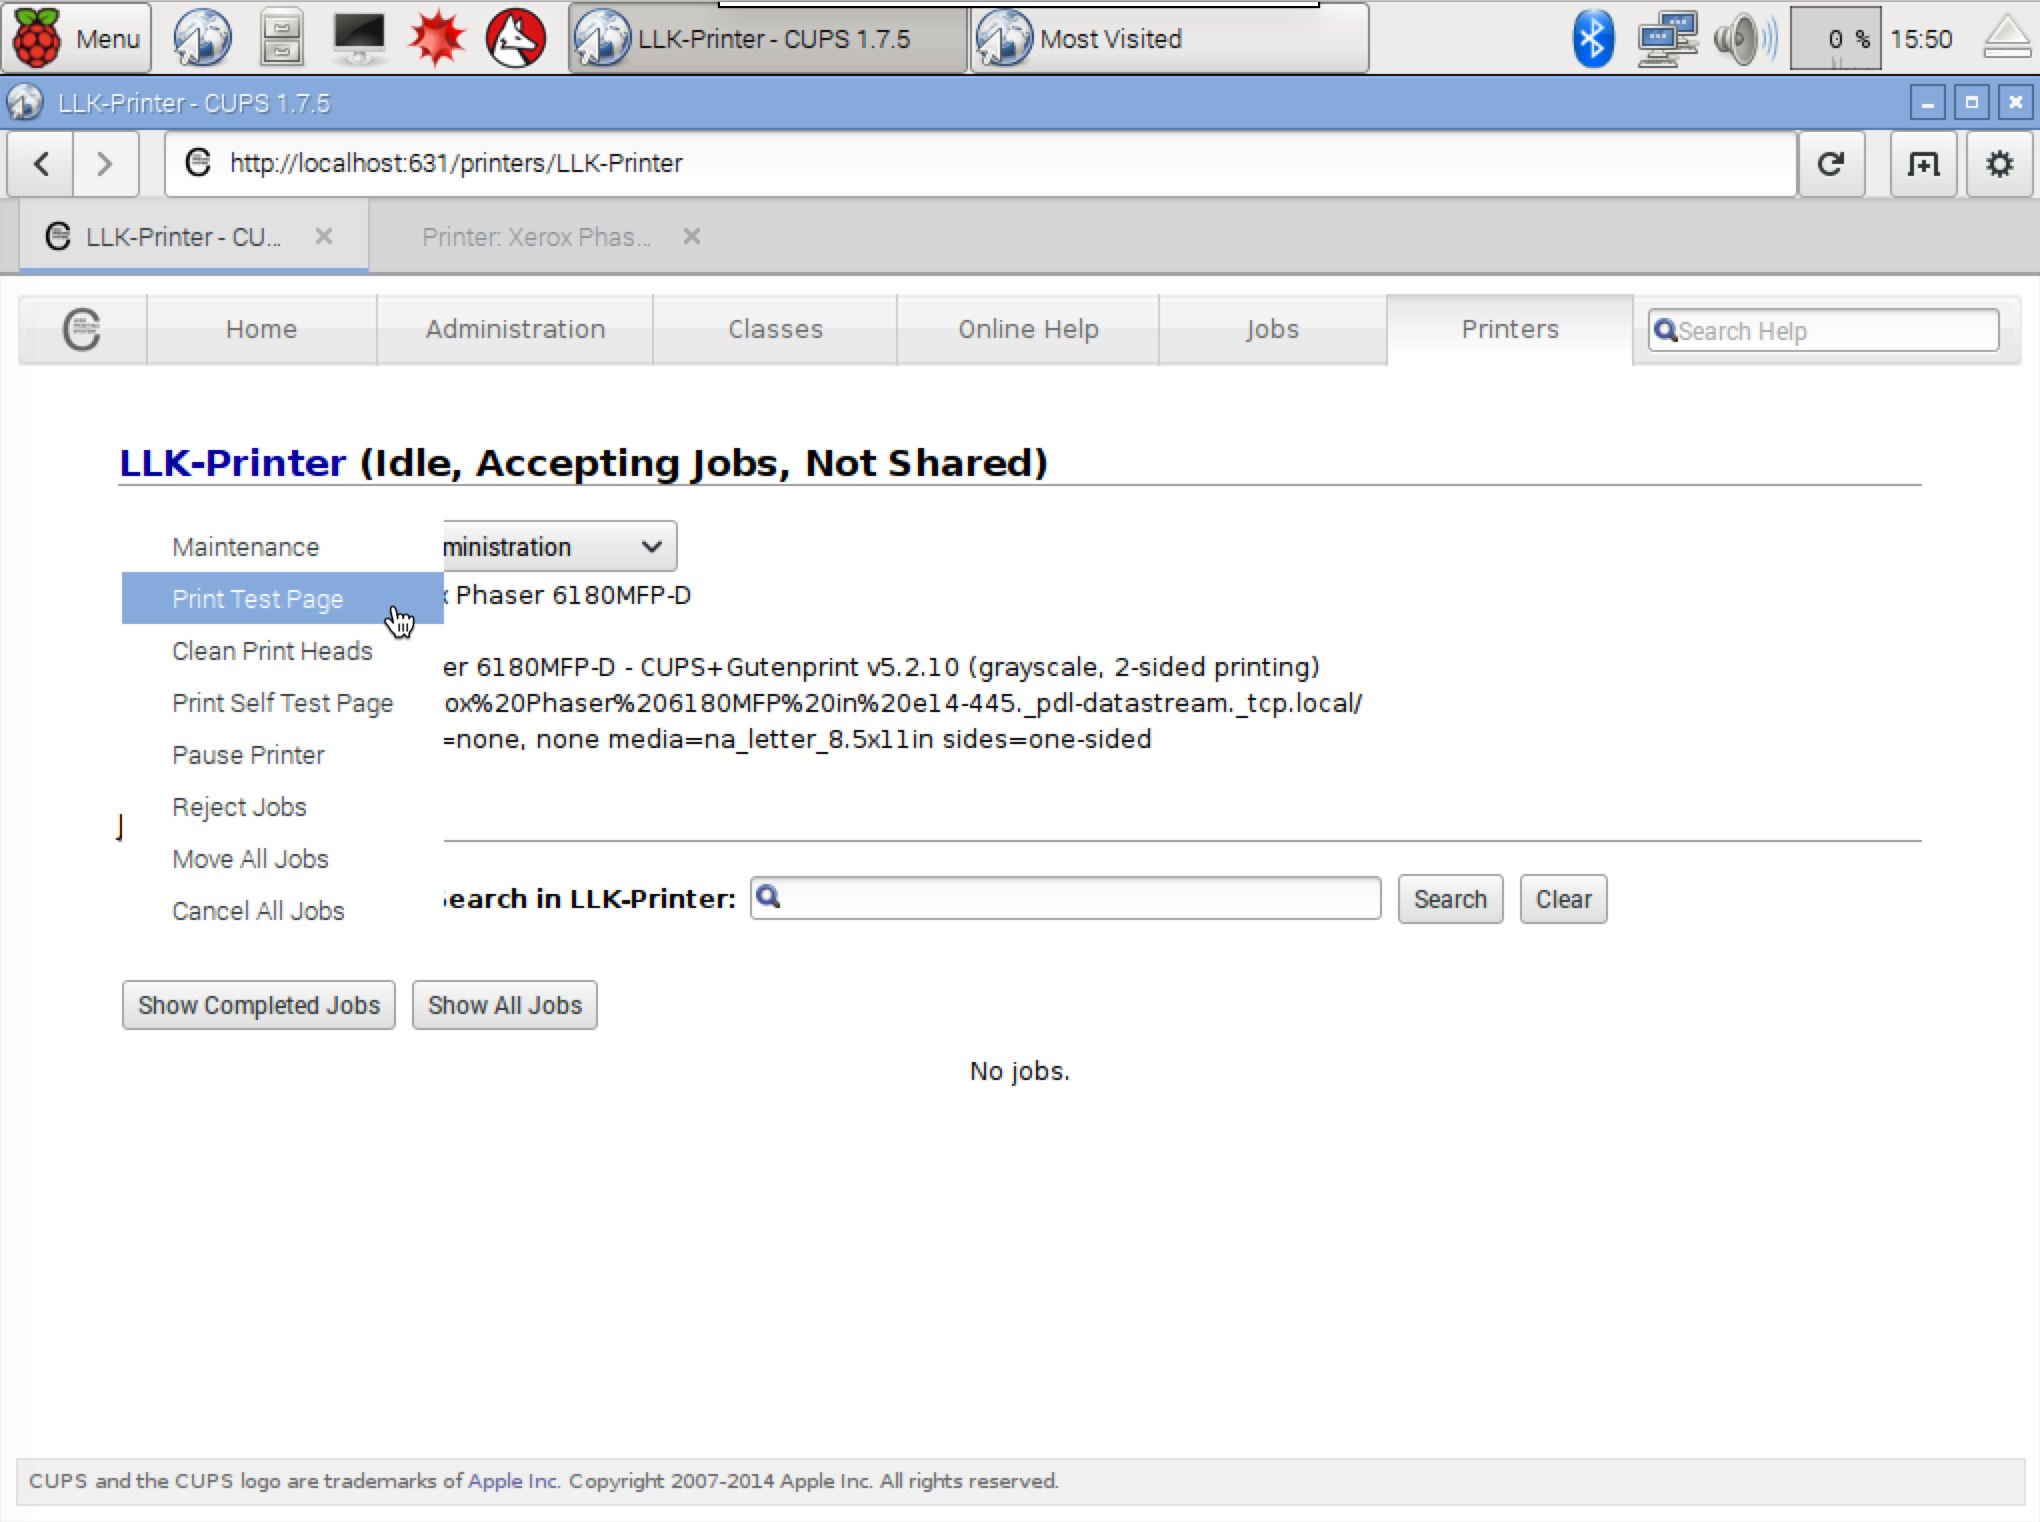 Menu LLK-Printer - CUPS 1.7.5 Most Visited 0 % 15:50
LLK-Printer - CUPS 1.7.5
http://localhost:631/printers/LLK-Printer
LLK-Printer - CU... Printer: Xerox Phas...
Home Administration Classes Online Help Jobs Printers Search Help
LLK-Printer (Idle, Accepting Jobs, Not Shared)
Maintenance ministration
Print Test Page Phaser 6180MFP-D
Clean Print Heads
er 6180MFP-D - CUPS+Gutenprint v5.2.10 (grayscale, 2-sided printing)
Print Self Test Page ox%20Phaser%206180MFP%20in%20e14-445._pdl-datastream._tcp.local/
=none, none media=na_letter_8.5x11in sides=one-sided
Pause Printer
Reject Jobs
J
Move All Jobs
Cancel All Jobs earch in LLK-Printer: Search Clear
Show Completed Jobs Show All Jobs
No jobs.
CUPS and the CUPS logo are trademarks of Apple Inc. Copyright 2007-2014 Apple Inc. All rights reserved.